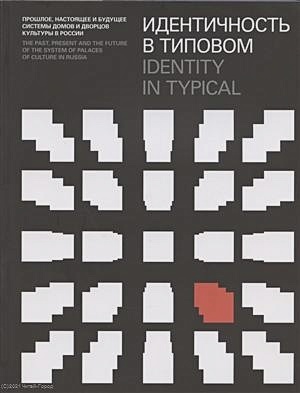 ПРОШЛОЕ, НАСТОЯЩЕЕ И БУДУЩЕЕ
СИСТЕМЫ ДОМОВ И ДВОРЦОВ
КУЛЬТУРЫ В РОССИИ
THE PAST, PRESENT AND THE FUTURE
OF THE SYSTEM OF PALACES
OF CULTURE IN RUSSIA
ИДЕНТИЧНОСТЬ
В ТИПОВОМ
IDENTITY
IN TYPICAL
(c)2021 Читай-Город